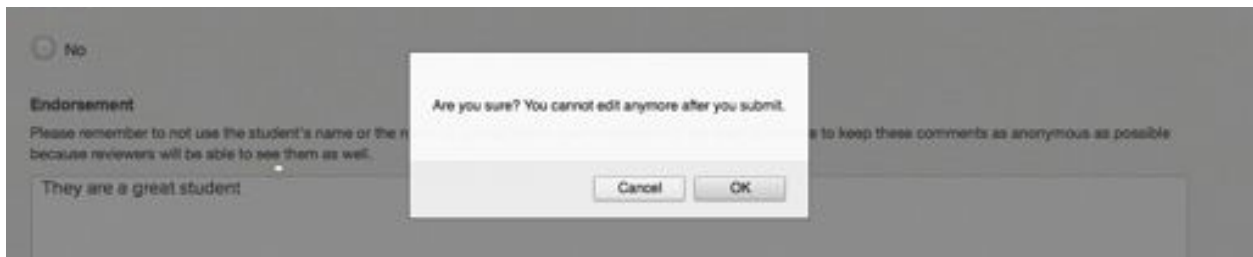 No
Are you sure? You cannot edit anymore after you submit.
Endorsement
Please remember to not use the student's name or the
to keep these comments as anonymous as possible
because reviewers will be able to see them as well.
Cancel OK
They are a great student